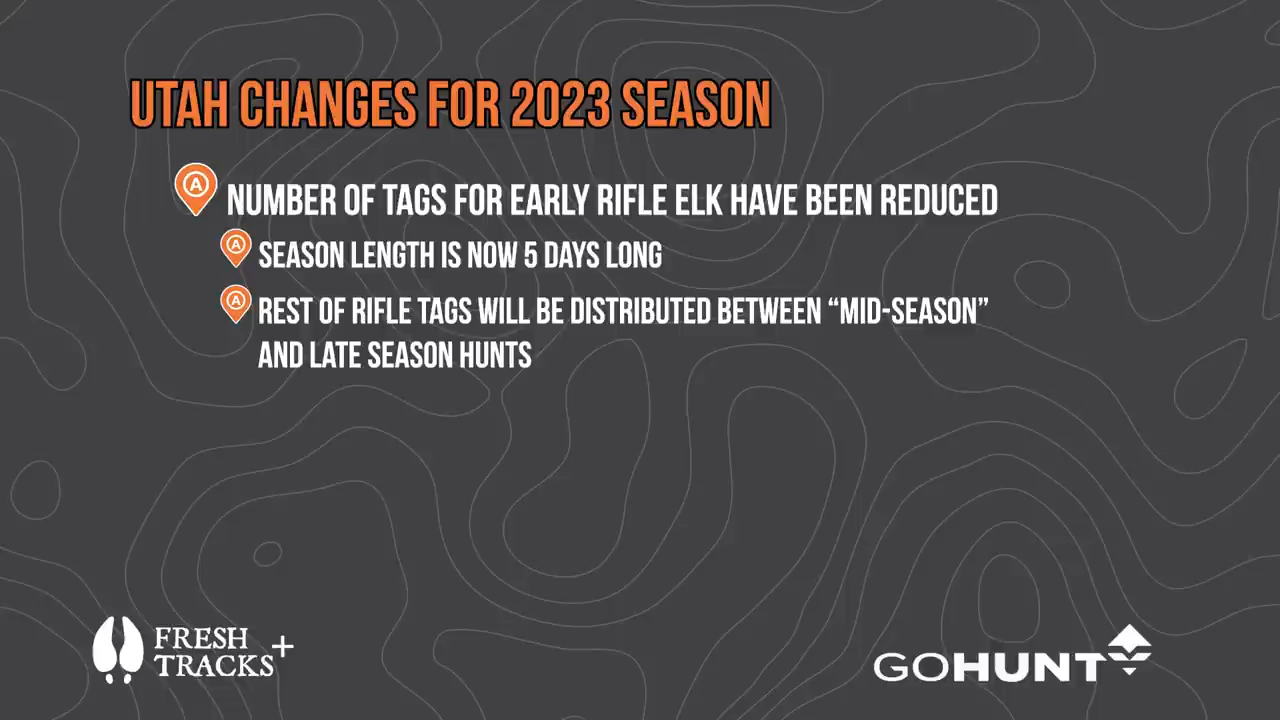 UTAH CHANGES FOR 2023 SEASON
A NUMBER OF TAGS FOR EARLY RIFLE ELK HAVE BEEN REDUCED
A SEASON LENGTH IS NOW 5 DAYS LONG
A REST OF RIFLE TAGS WILL BE DISTRIBUTED BETWEEN “MID-SEASON”
AND LATE SEASON HUNTS
FRESH
TRACKS+
GOHUNT